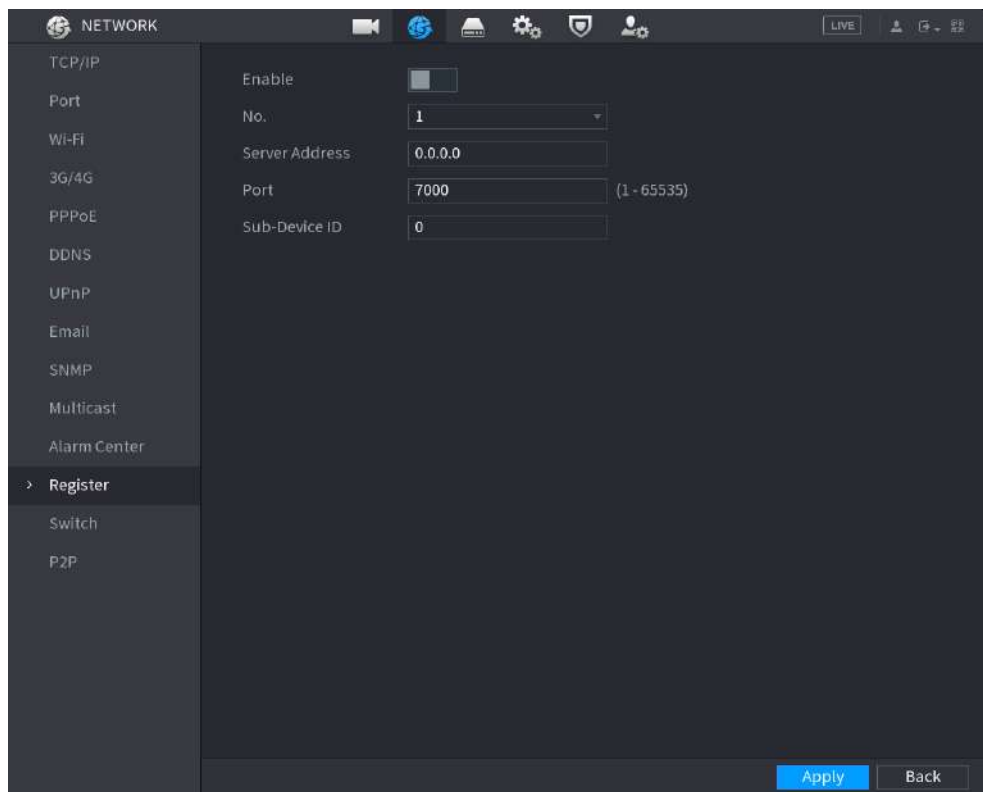 NETWORK
LIVE
TCP/IP
Port
Wi-Fi
3G/4G
PPPoE
DDNS
UPnP
Email
SNMP
Multicast
Alarm Center
> Register
Switch
P2P
Enable
No. 1
Server Address 0.0.0.0
Port 7000 (1 - 65535)
Sub-Device ID 0
Apply Back